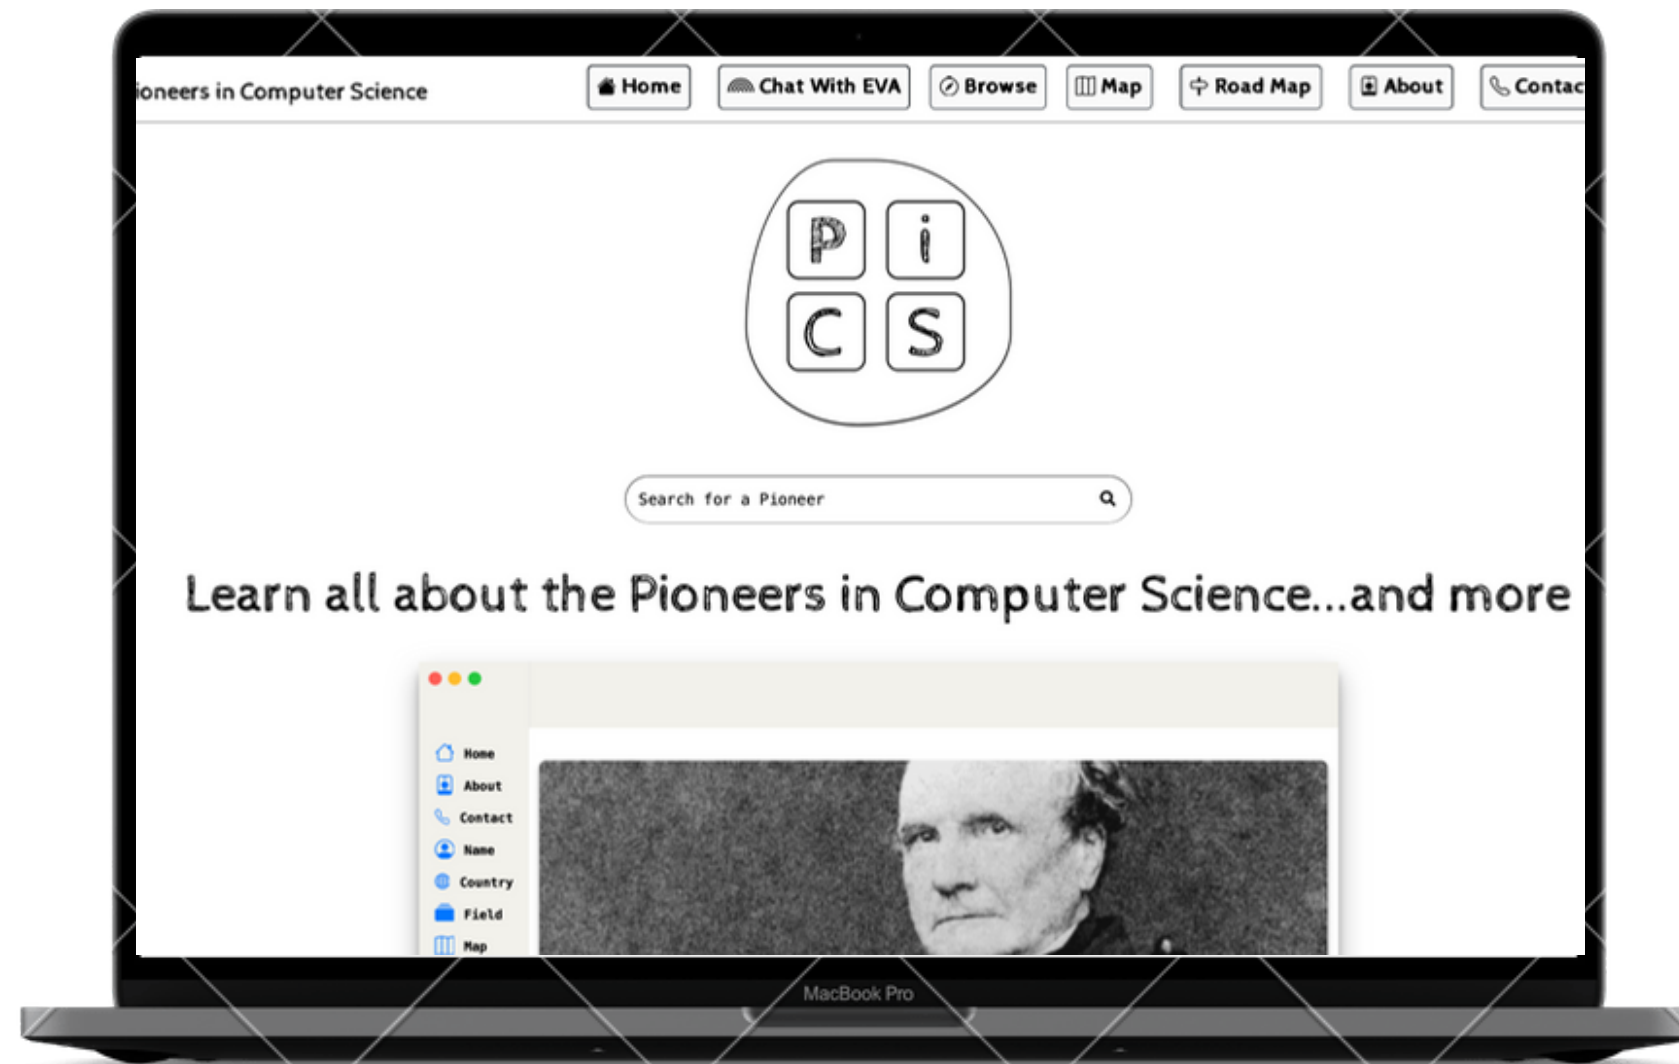 ioneers in Computer Science
Home Chat With EVA Browse Map Road Map About Contac
P i
C S
Search for a Pioneer
Learn all about the Pioneers in Computer Science...and more
Home
About
Contact
Name
Country
Field
Map
MacBook Pro